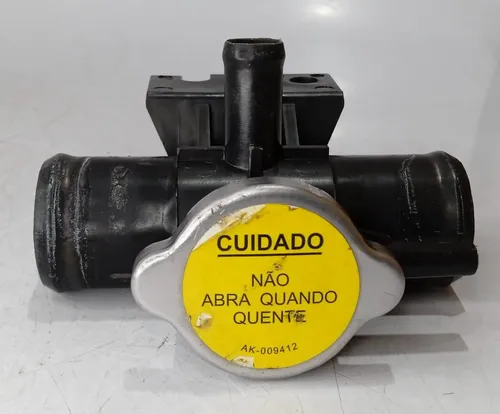 CUIDADO
NÃO
ABRA QUANDO
QUENTE
AK-009412